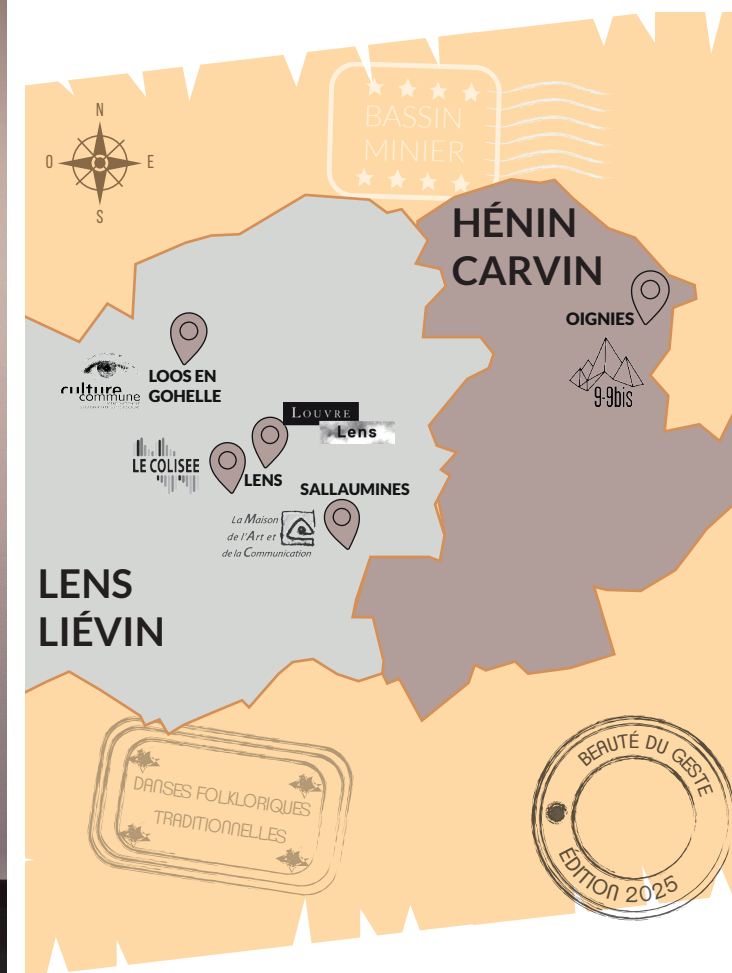 BASSIN
MINIER
N
O
E
S
HÉNIN
CARVIN
OIGNIES
9-9bis
LOOS EN
GOHELLE
culture
commune
LOUVRE
Lens
LE COLISEE
LENS
SALLAUMINES
La Maison
de l'Art et
de la Communication
LENS
LIÉVIN
DANSES FOLKLORIQUES
TRADITIONNELLES
BEAUTÉ DU GESTE
ÉDITION 2025